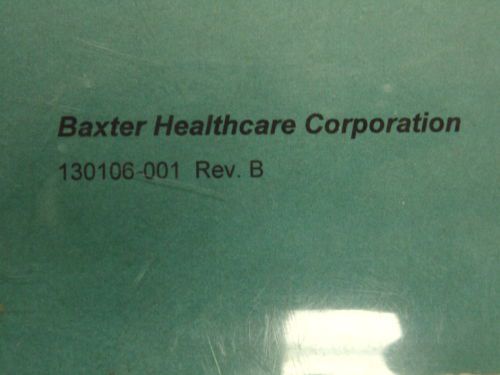 Baxter Healthcare Corporation
130106-001 Rev. B